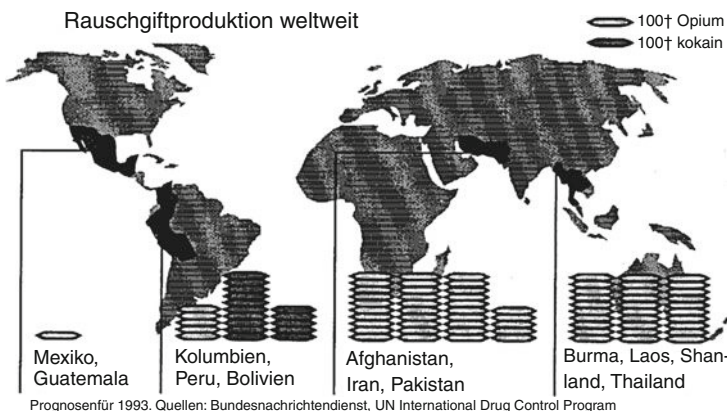 Rauschgiftproduktion weltweit
100† Opium
100† kokain
Mexiko,
Guatemala
Kolumbien,
Peru, Bolivien
Afghanistan,
Iran, Pakistan
Burma, Laos, Shan-
land, Thailand
Prognosenfür 1993. Quellen: Bundesnachrichtendienst, UN International Drug Control Program